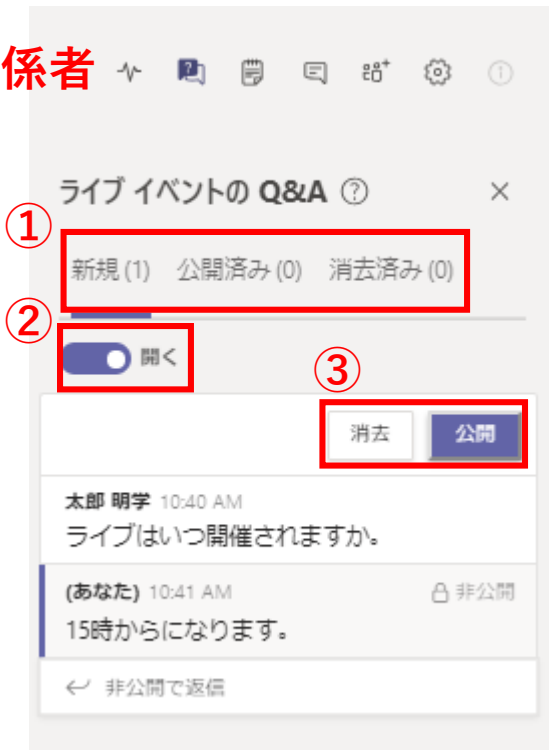 係者
ライブ イベントの Q&A
①
新規 (1) 公開済み (0) 消去済み (0)
②
開く
③
消去 公開
太郎 明学 10:40 AM
ライブはいつ開催されますか。
(あなた) 10:41 AM 非公開
15時からになります。
非公開で返信